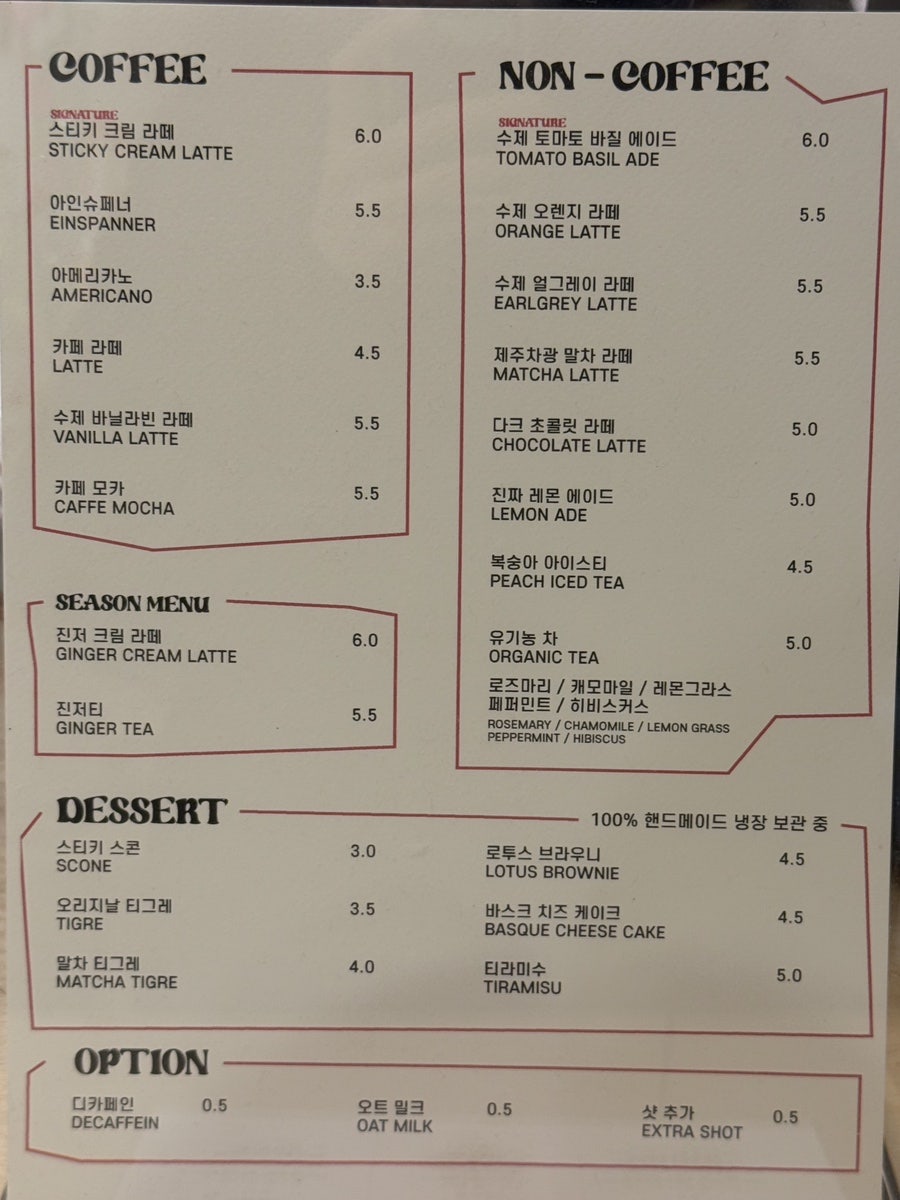 COFFEE
SIGNATURE
스티키 크림 라떼 6.0
STICKY CREAM LATTE
아인슈페너 5.5
EINSPANNER
아메리카노 3.5
AMERICANO
카페 라떼 4.5
LATTE
수제 바닐라빈 라떼 5.5
VANILLA LATTE
카페 모카 5.5
CAFFE MOCHA
SEASON MENU
진저 크림 라떼 6.0
GINGER CREAM LATTE
진저티 5.5
GINGER TEA
NON - COFFEE
SIGNATURE
수제 토마토 바질 에이드 6.0
TOMATO BASIL ADE
수제 오렌지 라떼 5.5
ORANGE LATTE
수제 얼그레이 라떼 5.5
EARLGREY LATTE
제주차광 말차 라떼 5.5
MATCHA LATTE
다크 초콜릿 라떼 5.0
CHOCOLATE LATTE
진짜 레몬 에이드 5.0
LEMON ADE
복숭아 아이스티 4.5
PEACH ICED TEA
유기농 차 5.0
ORGANIC TEA
로즈마리 / 캐모마일 / 레몬그라스
페퍼민트 / 히비스커스
ROSEMARY / CHAMOMILE / LEMON GRASS
PEPPERMINT / HIBISCUS
DESSERT
100% 핸드메이드 냉장 보관 중
스티키 스콘 3.0
SCONE
오리지날 티그레 3.5
TIGRE
말차 티그레 4.0
MATCHA TIGRE
로투스 브라우니 4.5
LOTUS BROWNIE
바스크 치즈 케이크 4.5
BASQUE CHEESE CAKE
티라미수 5.0
TIRAMISU
OPTION
디카페인 0.5
DECAFFEIN
오트 밀크 0.5
OAT MILK
샷 추가 0.5
EXTRA SHOT